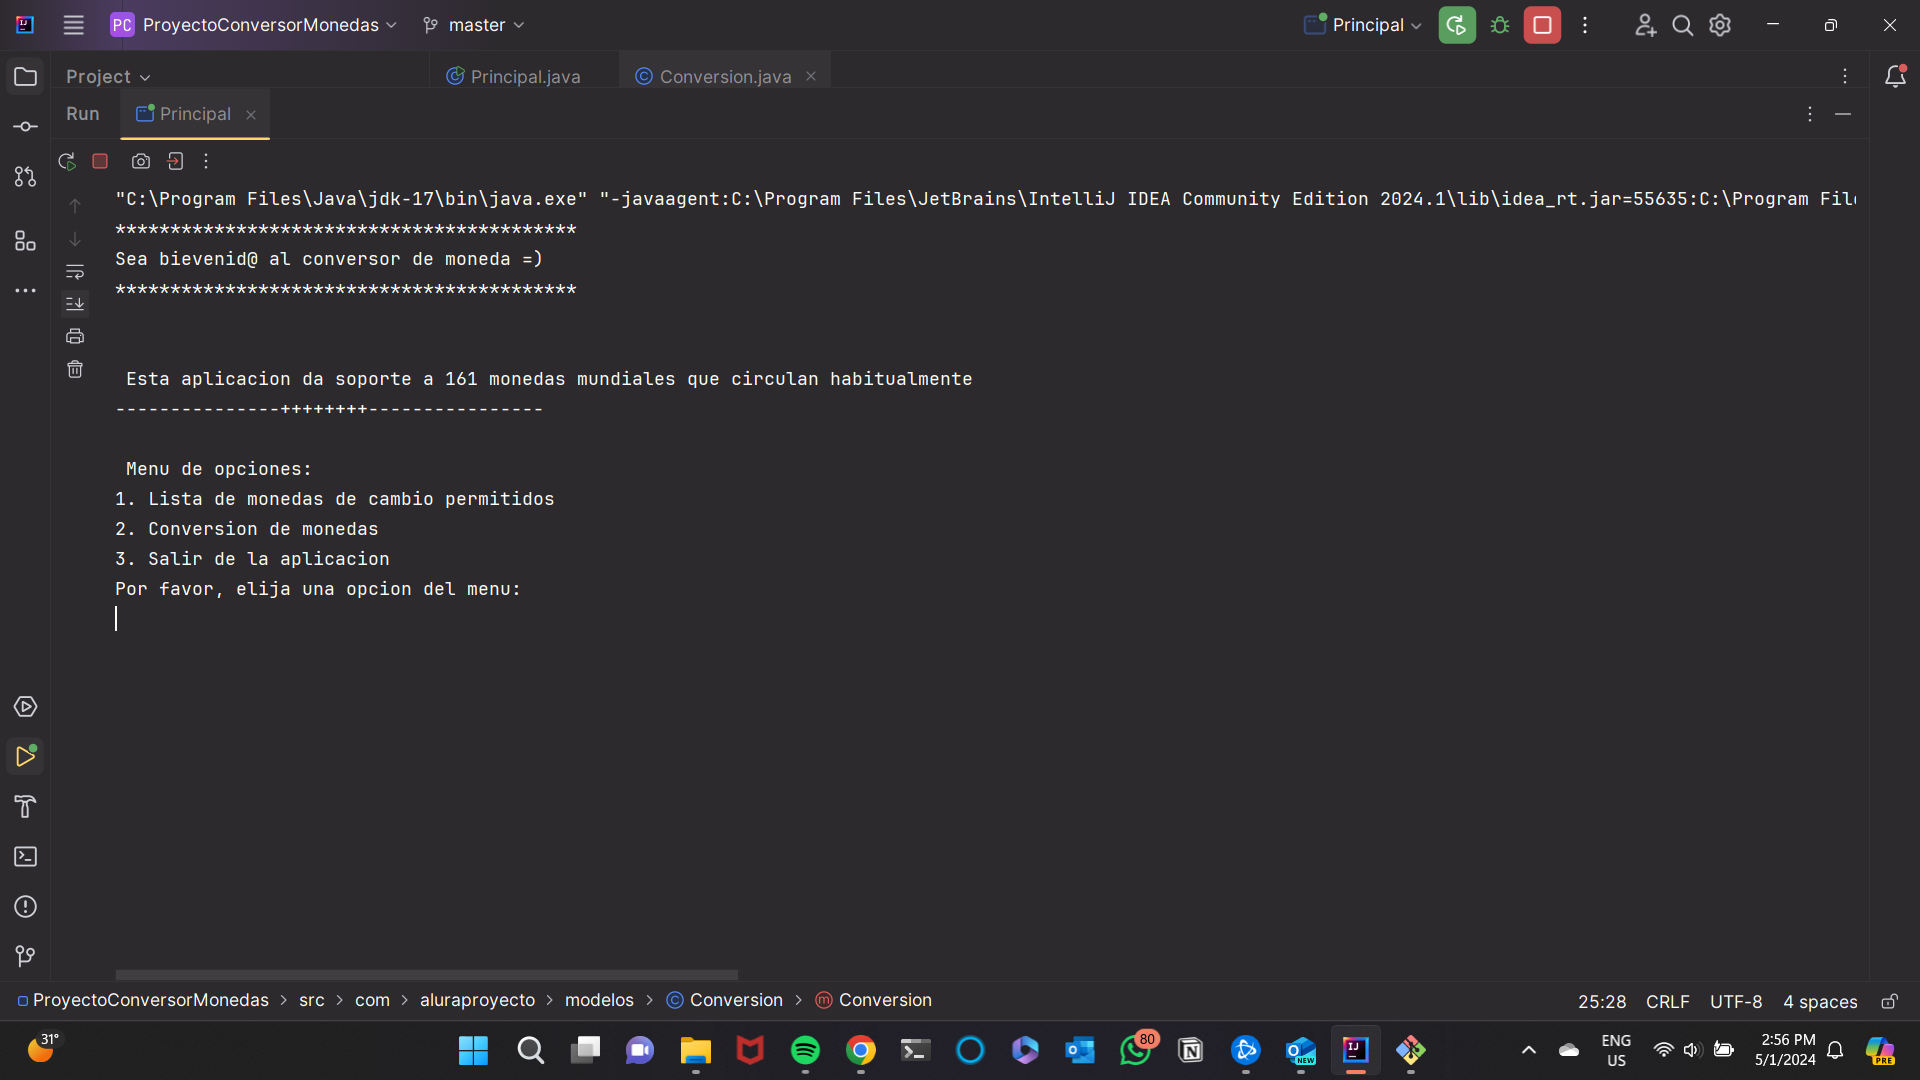 PC ProyectoConversorMonedas master Principal
Project Principal.java Conversion.java
Run Principal
"C:\Program Files\Java\jdk-17\bin\java.exe" "-javaagent:C:\Program Files\JetBrains\IntelliJ IDEA Community Edition 2024.1\lib\idea_rt.jar=55635:C:\Program File
******************************************
Sea bievenid@ al conversor de moneda =)
******************************************
Esta aplicacion da soporte a 161 monedas mundiales que circulan habitualmente
---------------++++++++----------------
Menu de opciones:
1. Lista de monedas de cambio permitidos
2. Conversion de monedas
3. Salir de la aplicacion
Por favor, elija una opcion del menu:
ProyectoConversorMonedas > src > com > aluraproyecto > modelos > Conversion > Conversion 25:28 CRLF UTF-8 4 spaces
31° 80 NEW ENG US 2:56 PM 5/1/2024 PRE